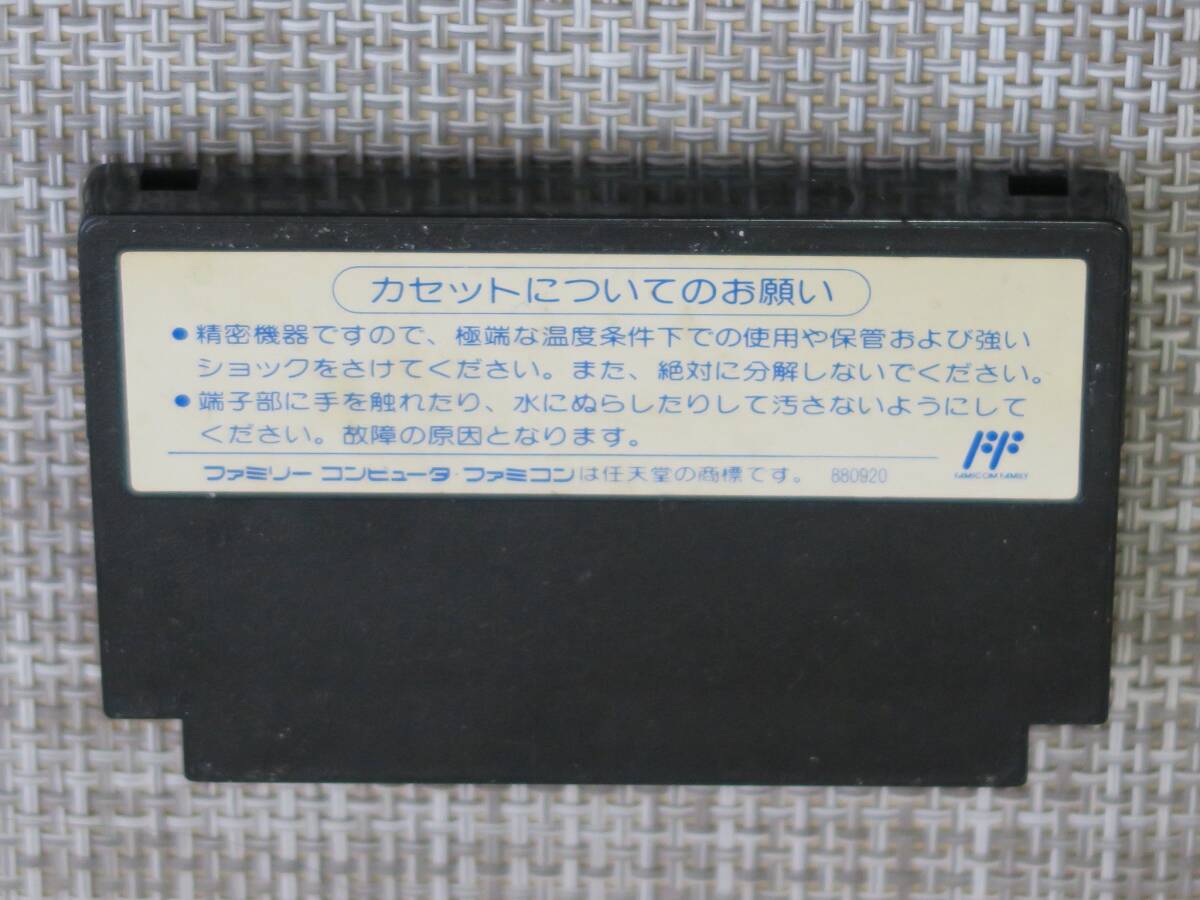 カセットについてのお願い
●精密機器ですので、極端な温度条件下での使用や保管および強い
ショックをさけてください。また、絶対に分解しないでください。
●端子部に手を触れたり、水にぬらしたりして汚さないようにして
ください。故障の原因となります。
ファミリーコンピュータ・ファミコンは任天堂の商標です。 880920
FAMICOM FAMILY